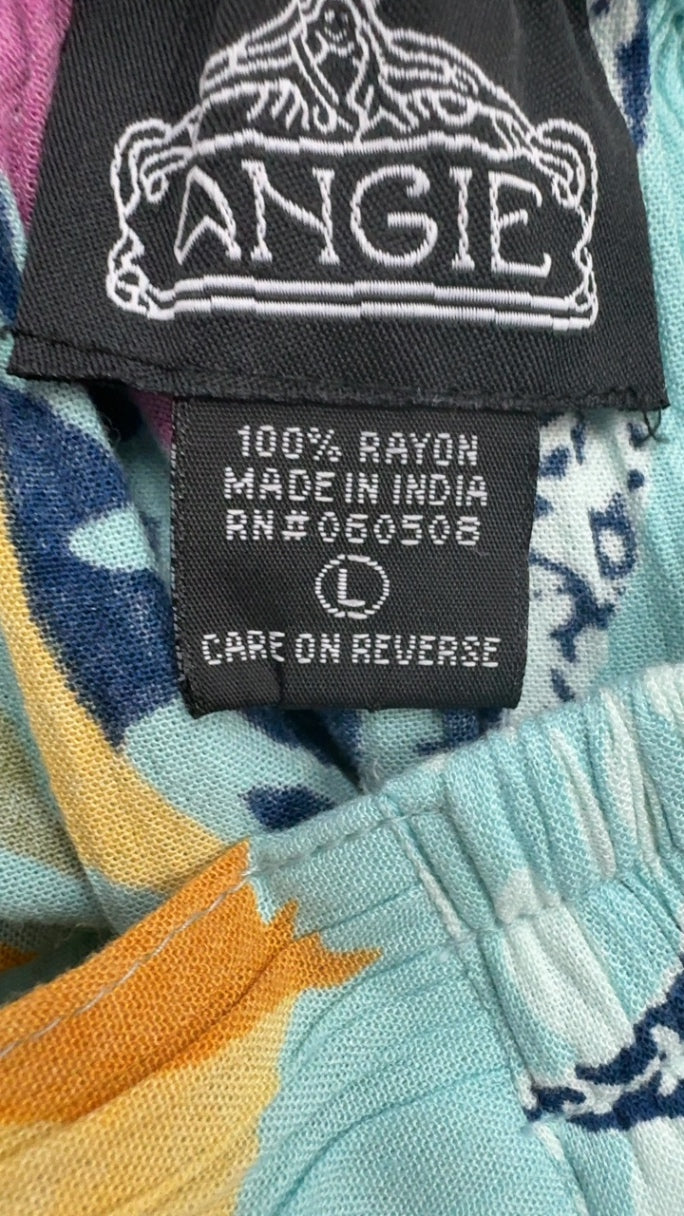 ANGIE
100% RAYON
MADE IN INDIA
RN#060508
L
CARE ON REVERSE